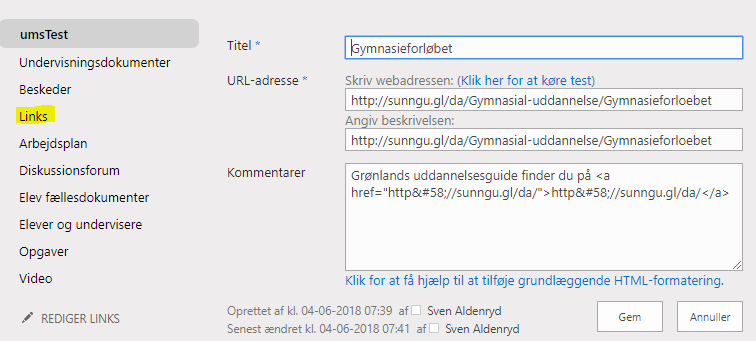 umsTest
Undervisningsdokumenter
Beskeder
Links
Arbejdsplan
Diskussionsforum
Elev fællesdokumenter
Elever og undervisere
Opgaver
Video
REDIGER LINKS
Titel *
Gymnasieforløbet
URL-adresse *
Skriv webadressen: (Klik her for at køre test)
http://sunngu.gl/da/Gymnasial-uddannelse/Gymnasieforloebet
Angiv beskrivelsen:
http://sunngu.gl/da/Gymnasial-uddannelse/Gymnasieforloebet
Kommentarer
Grønlands uddannelsesguide finder du på <a
href="http&#58;//sunngu.gl/da/">http&#58;//sunngu.gl/da/</a>
Klik for at få hjælp til at tilføje grundlæggende HTML-formatering.
Oprettet af kl. 04-06-2018 07:39 af Sven Aldenryd
Senest ændret kl. 04-06-2018 07:41 af Sven Aldenryd
Gem
Annuller